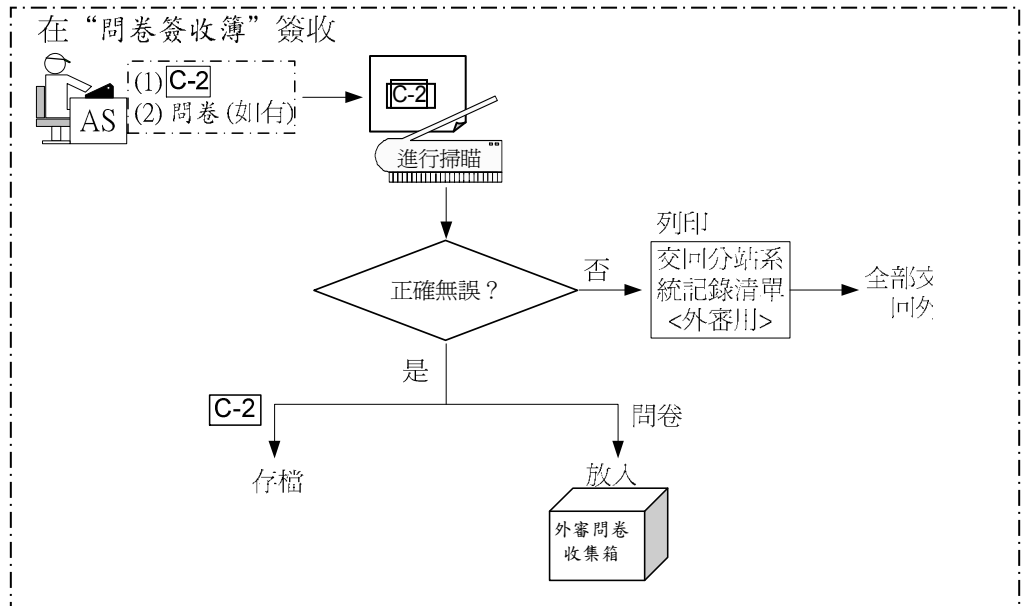 在“問卷簽收簿”簽收
AS
(1) C-2
(2) 問卷(如有)
C-2
進行掃瞄
正確無誤？
否
列印
交回分站系
統記錄清單
<外審用>
全部交
回外
是
C-2
存檔
問卷
放入
外審問卷
收集箱